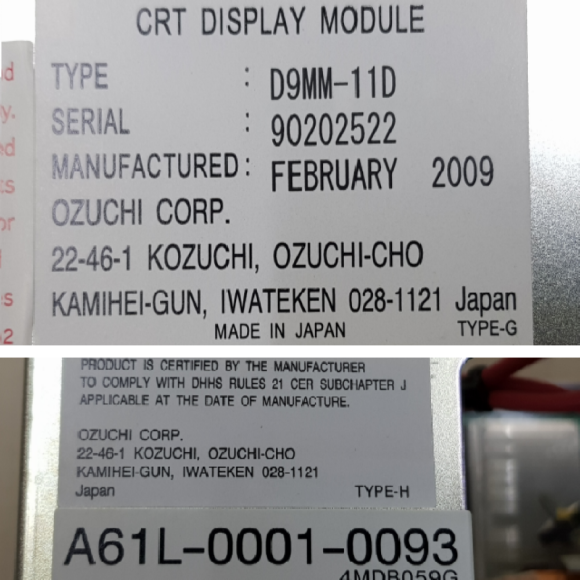 CRT DISPLAY MODULE
TYPE : D9MM-11D
SERIAL : 90202522
MANUFACTURED: FEBRUARY 2009
OZUCHI CORP.
22-46-1 KOZUCHI, OZUCHI-CHO
KAMIHEI-GUN, IWATEKEN 028-1121 Japan
MADE IN JAPAN TYPE-G
PRODUCT IS CERTIFIED BY THE MANUFACTURER
TO COMPLY WITH DHHS RULES 21 CER SUBCHAPTER J
APPLICABLE AT THE DATE OF MANUFACTURE.
OZUCHI CORP.
22-46-1 KOZUCHI, OZUCHI-CHO
KAMIHEI-GUN, IWATEKEN 028-1121
Japan TYPE-H
A61L-0001-0093
4MDB059G